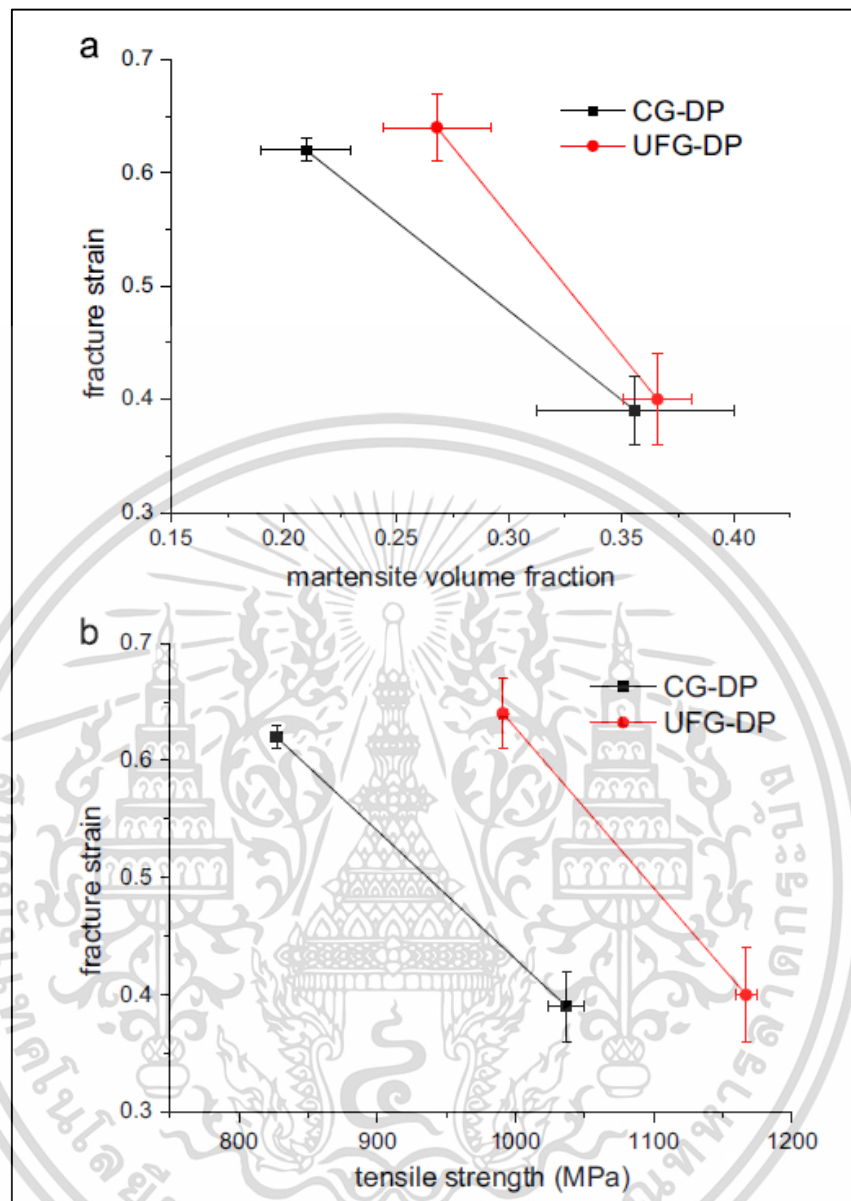 a
0.7
CG-DP
UFG-DP
0.6
0.5
0.4
0.3
fracture strain
0.15 0.20 0.25 0.30 0.35 0.40
martensite volume fraction
b
0.7
CG-DP
UFG-DP
0.6
0.5
0.4
0.3
fracture strain
800 900 1000 1100 1200
tensile strength (MPa)